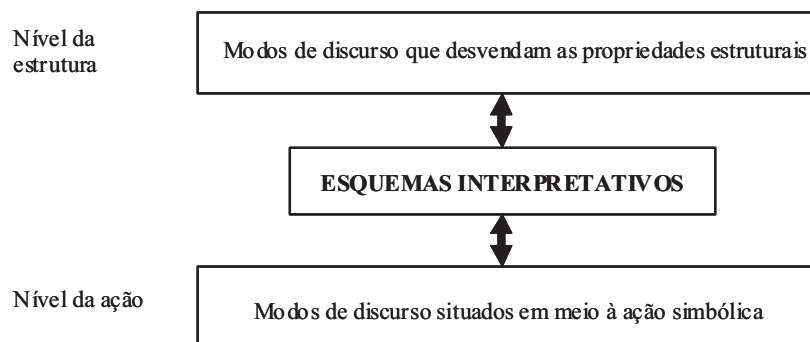 Nível da
estrutura
Modos de discurso que desvendam as propriedades estruturais
ESQUEMAS INTERPRETATIVOS
Nível da ação
Modos de discurso situados em meio à ação simbólica